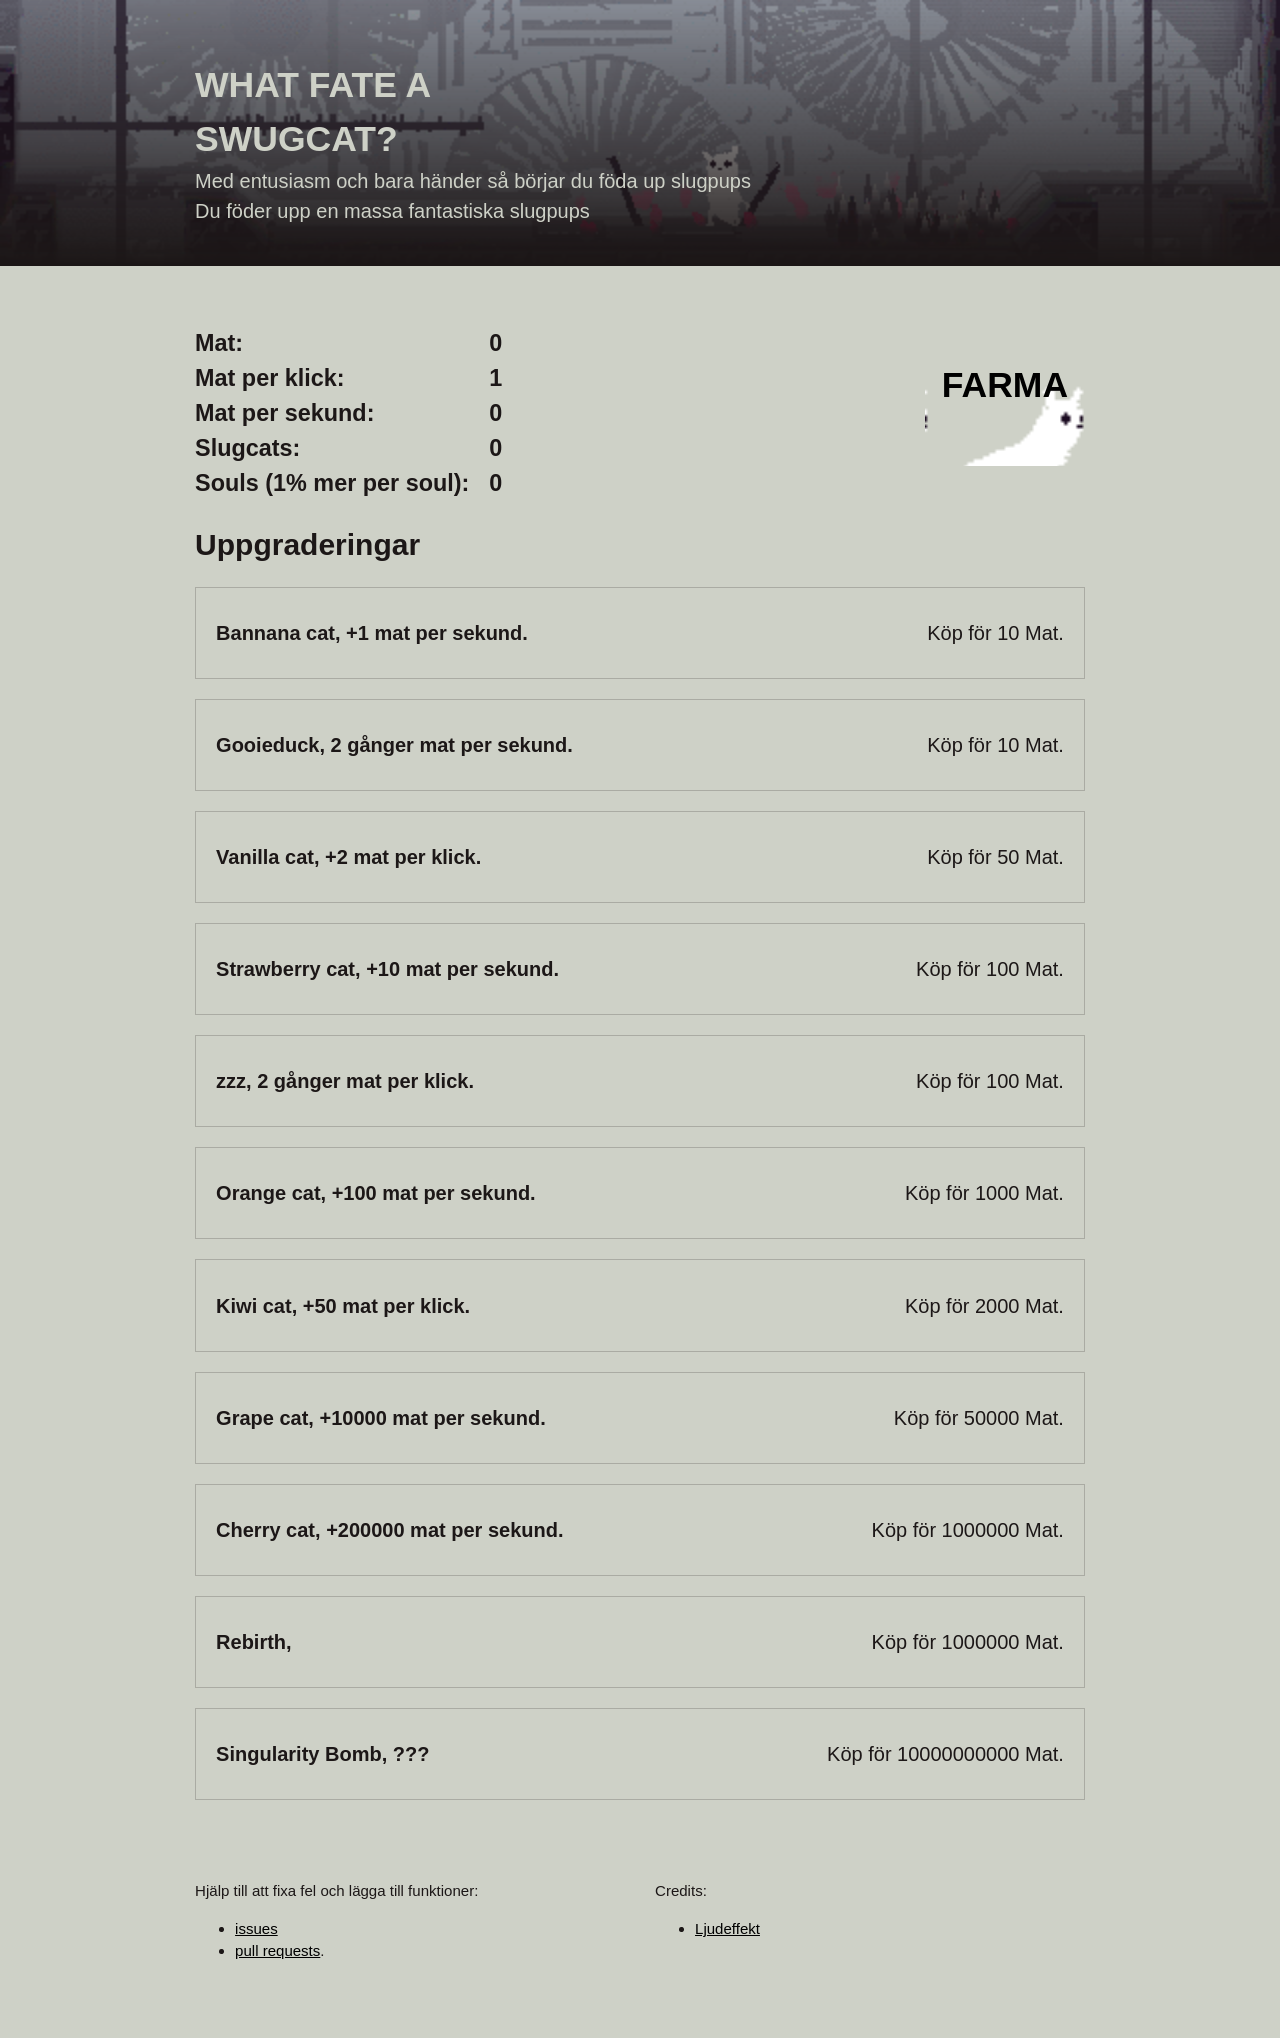 WHAT FATE A
SWUGCAT?
Med entusiasm och bara händer så börjar du föda up slugpups
Du föder upp en massa fantastiska slugpups
Mat: 0
Mat per klick: 1
Mat per sekund: 0
Slugcats: 0
Souls (1% mer per soul): 0
FARMA
Uppgraderingar
Bannana cat, +1 mat per sekund. Köp för 10 Mat.
Gooieduck, 2 gånger mat per sekund. Köp för 10 Mat.
Vanilla cat, +2 mat per klick. Köp för 50 Mat.
Strawberry cat, +10 mat per sekund. Köp för 100 Mat.
zzz, 2 gånger mat per klick. Köp för 100 Mat.
Orange cat, +100 mat per sekund. Köp för 1000 Mat.
Kiwi cat, +50 mat per klick. Köp för 2000 Mat.
Grape cat, +10000 mat per sekund. Köp för 50000 Mat.
Cherry cat, +200000 mat per sekund. Köp för 1000000 Mat.
Rebirth, Köp för 1000000 Mat.
Singularity Bomb, ??? Köp för 10000000000 Mat.
Hjälp till att fixa fel och lägga till funktioner:
issues
pull requests.
Credits:
Ljudeffekt